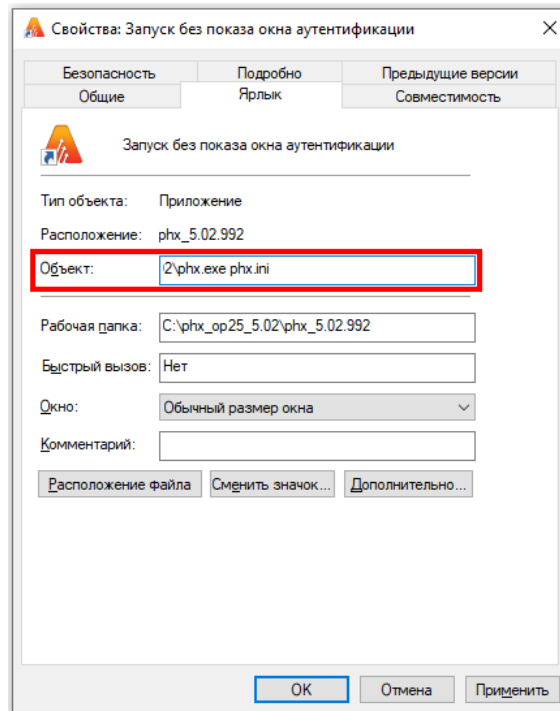 Свойства: Запуск без показа окна аутентификации
Безопасность Подробно Предыдущие версии
Общие Ярлык Совместимость
Запуск без показа окна аутентификации
Тип объекта: Приложение
Расположение: phx_5.02.992
Объект: 2\phx.exe phx.ini
Рабочая папка: C:\phx_op25_5.02\phx_5.02.992
Быстрый вызов: Нет
Окно: Обычный размер окна
Комментарий:
Расположение файла Сменить значок... Дополнительно...
ОК Отмена Применить